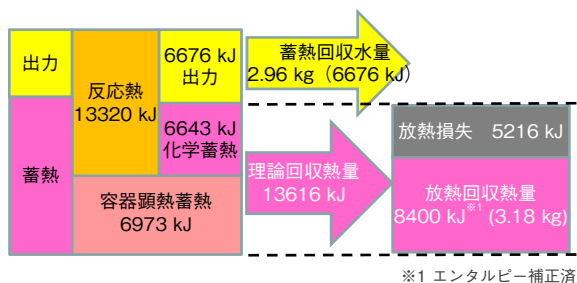 出力
蓄熱
反応熱
13320 kJ
6676 kJ
出力
6643 kJ
化学蓄熱
容器顕熱蓄熱
6973 kJ
蓄熱回収水量
2.96 kg（6676 kJ）
理論回収熱量
13616 kJ
放熱損失 5216 kJ
放熱回収熱量
8400 kJ※1 (3.18 kg)
※1 エンタルピー補正済